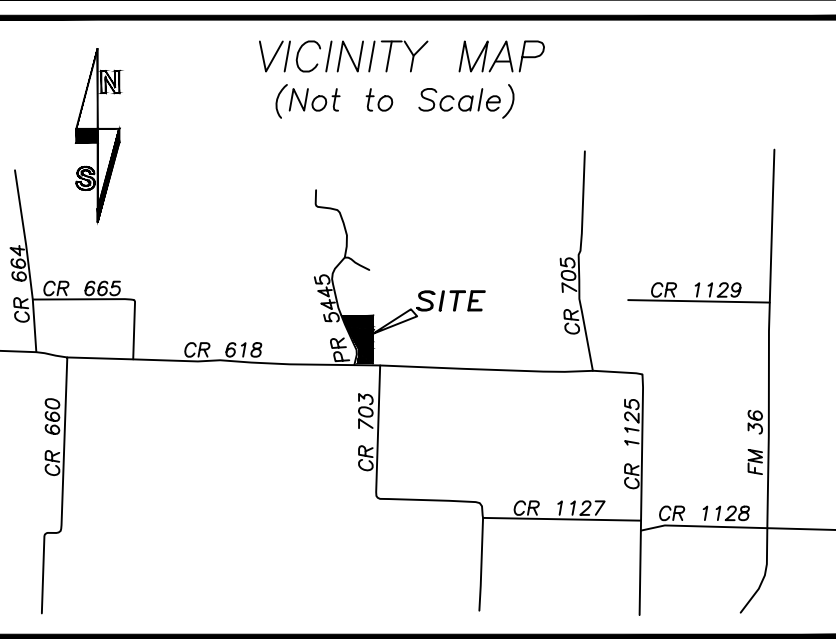 VICINITY MAP
(Not to Scale)
N
S
CR 664
CR 665
CR 618
PR 5445
SITE
CR 705
CR 1129
CR 660
CR 703
CR 1125
FM 36
CR 1127
CR 1128